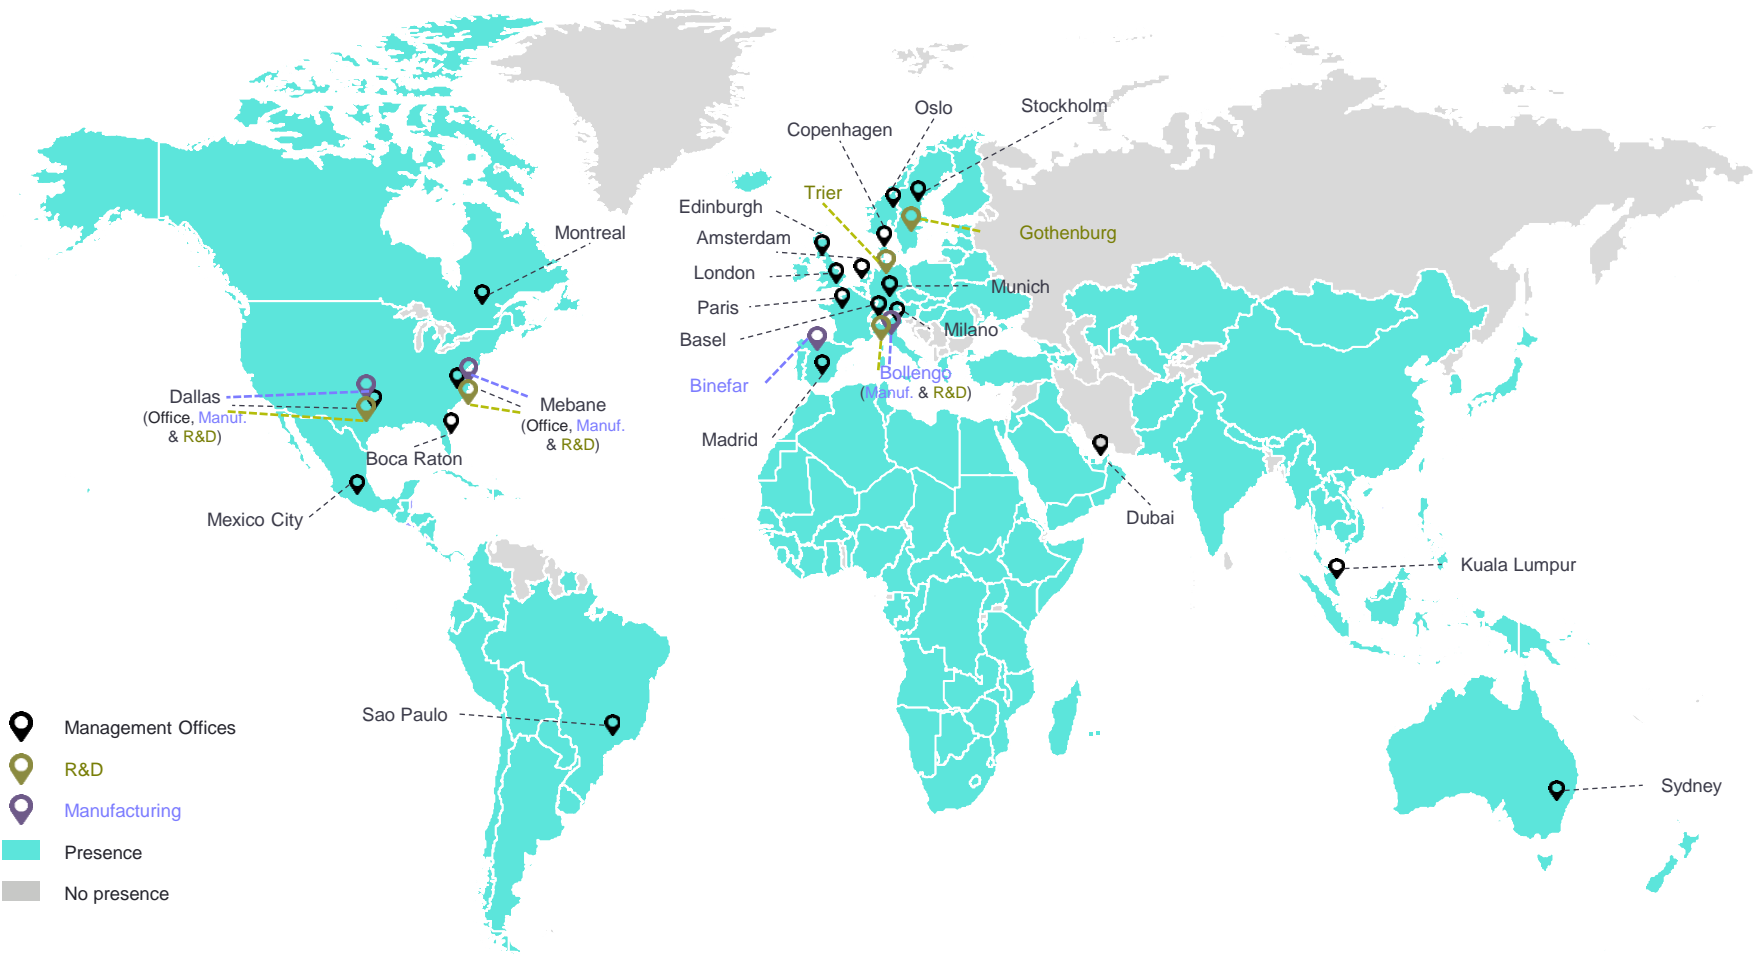 Oslo
Stockholm
Copenhagen
Trier
Edinburgh
Gothenburg
Montreal
Amsterdam
London
Munich
Paris
Basel
Milano
Binefar
Bollengo
(Manuf. & R&D)
Dallas
(Office, Manuf.
& R&D)
Mebane
(Office, Manuf.
& R&D)
Madrid
Boca Raton
Mexico City
Dubai
Kuala Lumpur
Sao Paulo
Sydney
Management Offices
R&D
Manufacturing
Presence
No presence